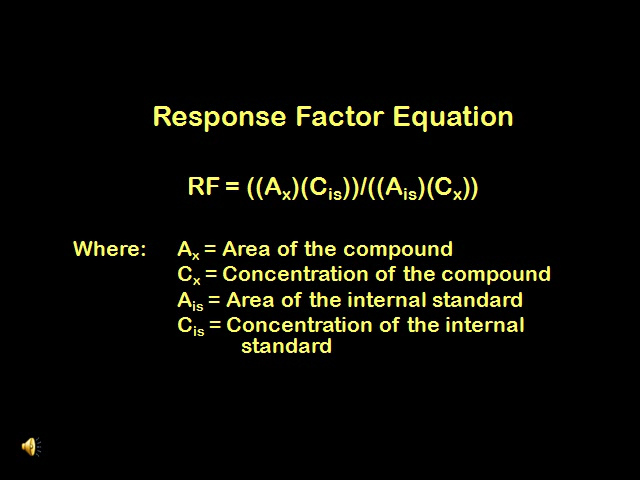 Response Factor Equation
RF = ((Aₓ)(Cis))/((Ais)(Cₓ))
Where: Aₓ = Area of the compound
Cₓ = Concentration of the compound
Ais = Area of the internal standard
Cis = Concentration of the internal
standard